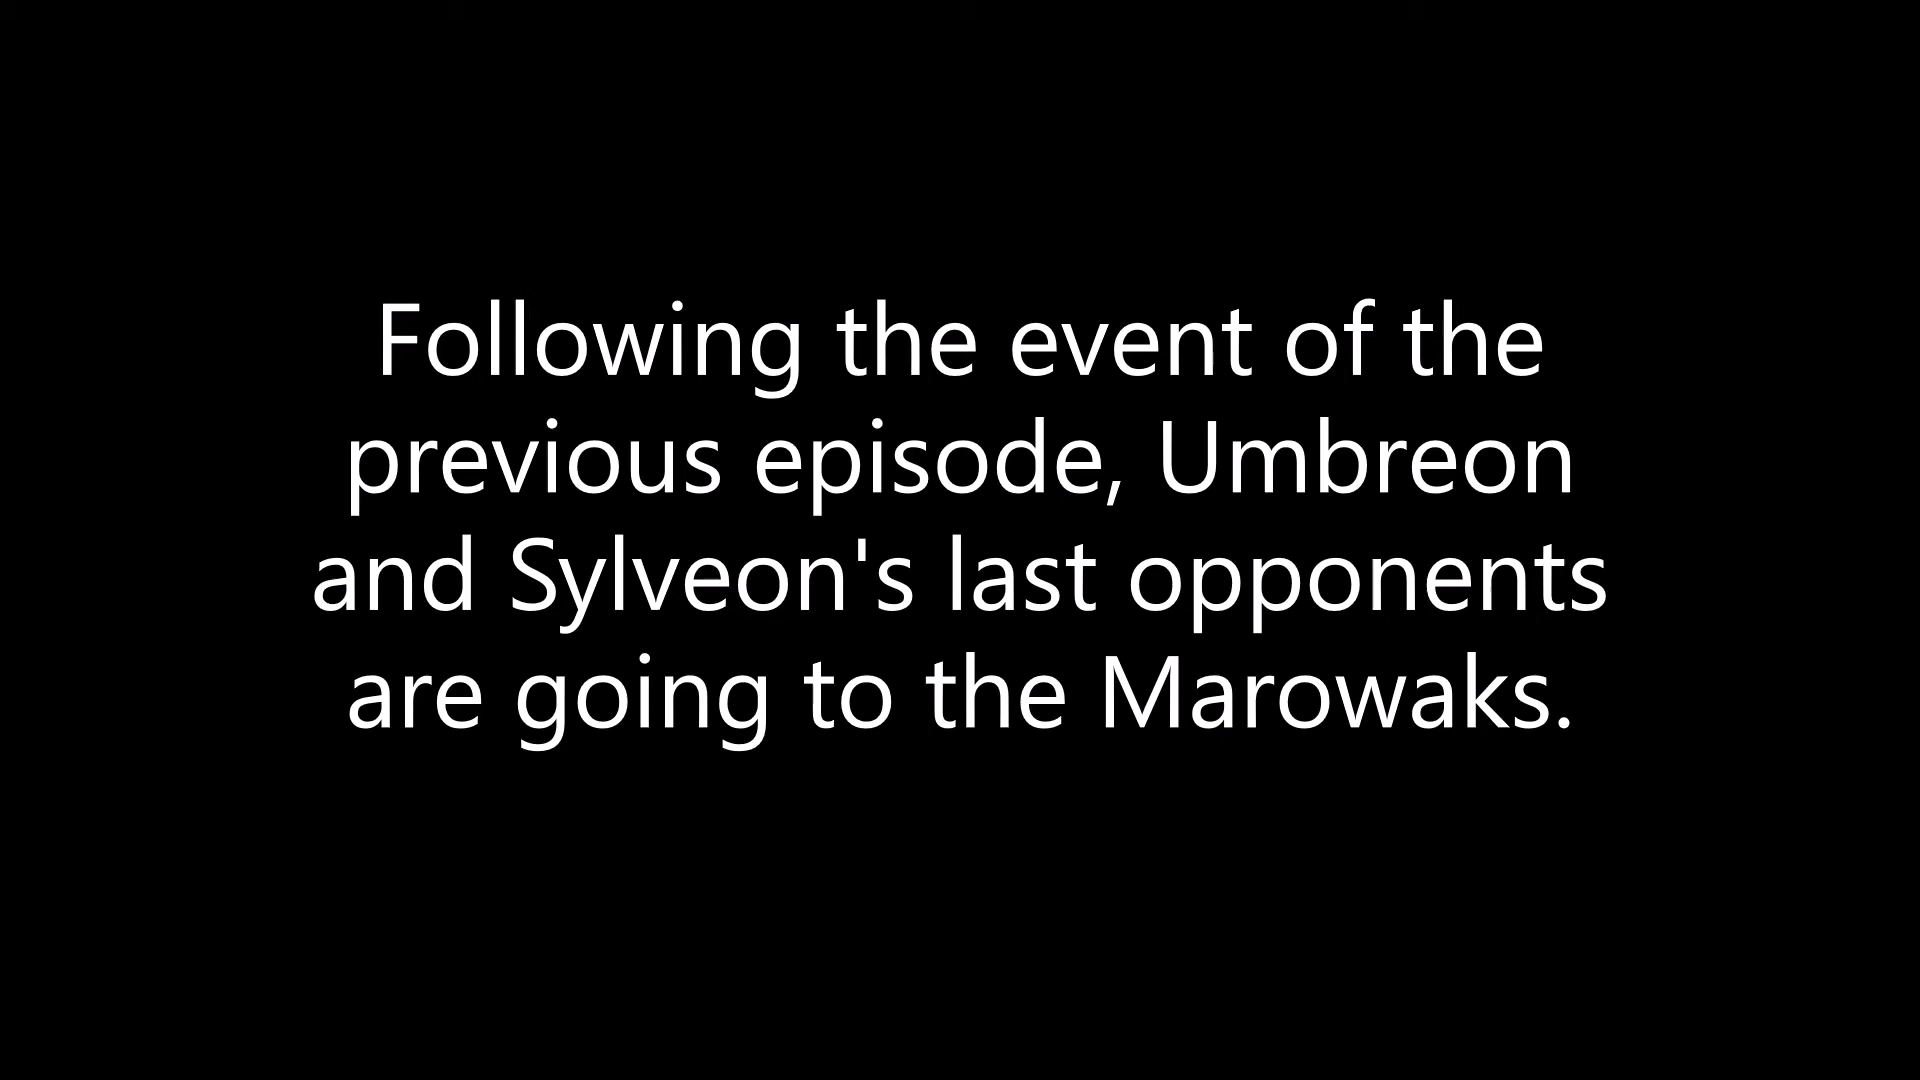 Following the event of the
previous episode, Umbreon
and Sylveon's last opponents
are going to the Marowaks.